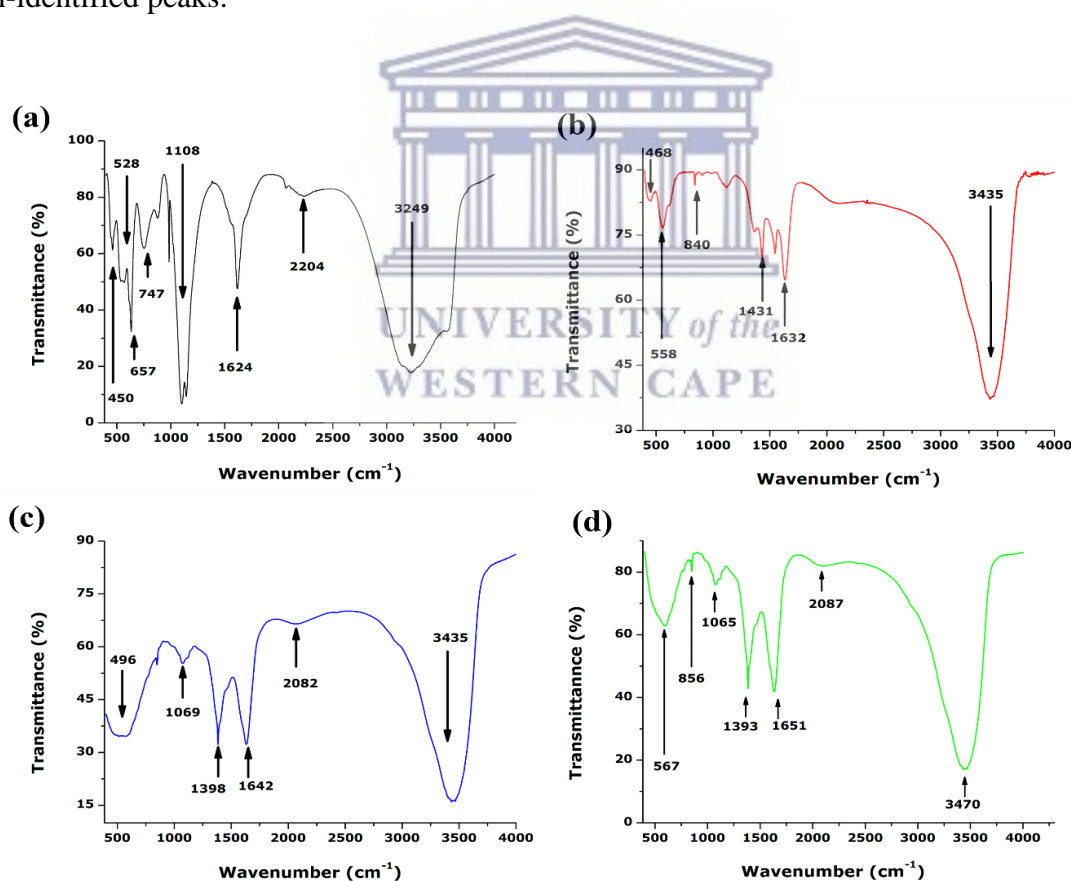 -identified peaks.
(a)
100
80
60
40
20
0
Transmittance (%)
528
1108
3249
747
2204
657
1624
450
500 1000 1500 2000 2500 3000 3500 4000
Wavenumber (cm-1)
(b)
90
75
60
45
30
Transmittance (%)
468
3435
840
1431
1632
558
500 1000 1500 2000 2500 3000 3500 4000
Wavenumber (cm-1)
UNIVERSITY of the
WESTERN CAPE
(c)
90
75
60
45
30
15
Transmittance (%)
496
3435
2082
1069
1398
1642
500 1000 1500 2000 2500 3000 3500 4000
Wavenumber (cm-1)
(d)
80
60
40
20
0
Transmittannce (%)
2087
1065
856
1393
1651
567
3470
500 1000 1500 2000 2500 3000 3500 4000
Wavenumber (cm-1)